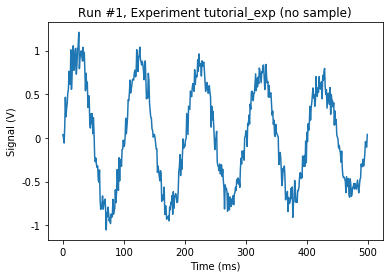 Run #1, Experiment tutorial_exp (no sample)
1
0.5
0
-0.5
-1
Signal (V)
0 100 200 300 400 500
Time (ms)